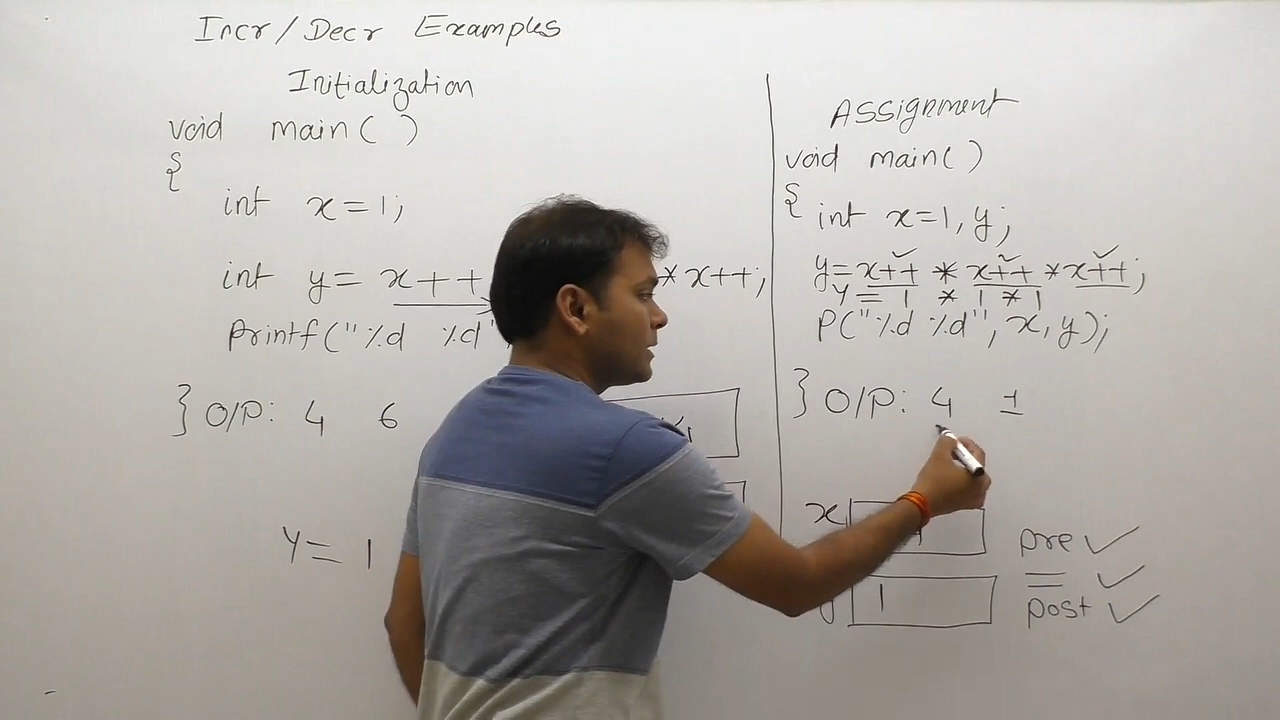 Incr/Decr Examples
Initialization
void main( )
{
int x=1;
int y= x++ * x++;
Printf("%d %d"
} O/P: 4 6
Y= 1
Assignment
void main()
{ int x=1, y;
y=x++ * x++ *x++;
Y = 1 * 1 * 1
P("%d %d", x, y);
} O/P: 4 1
x
y 1
pre ✓
= ✓
post ✓